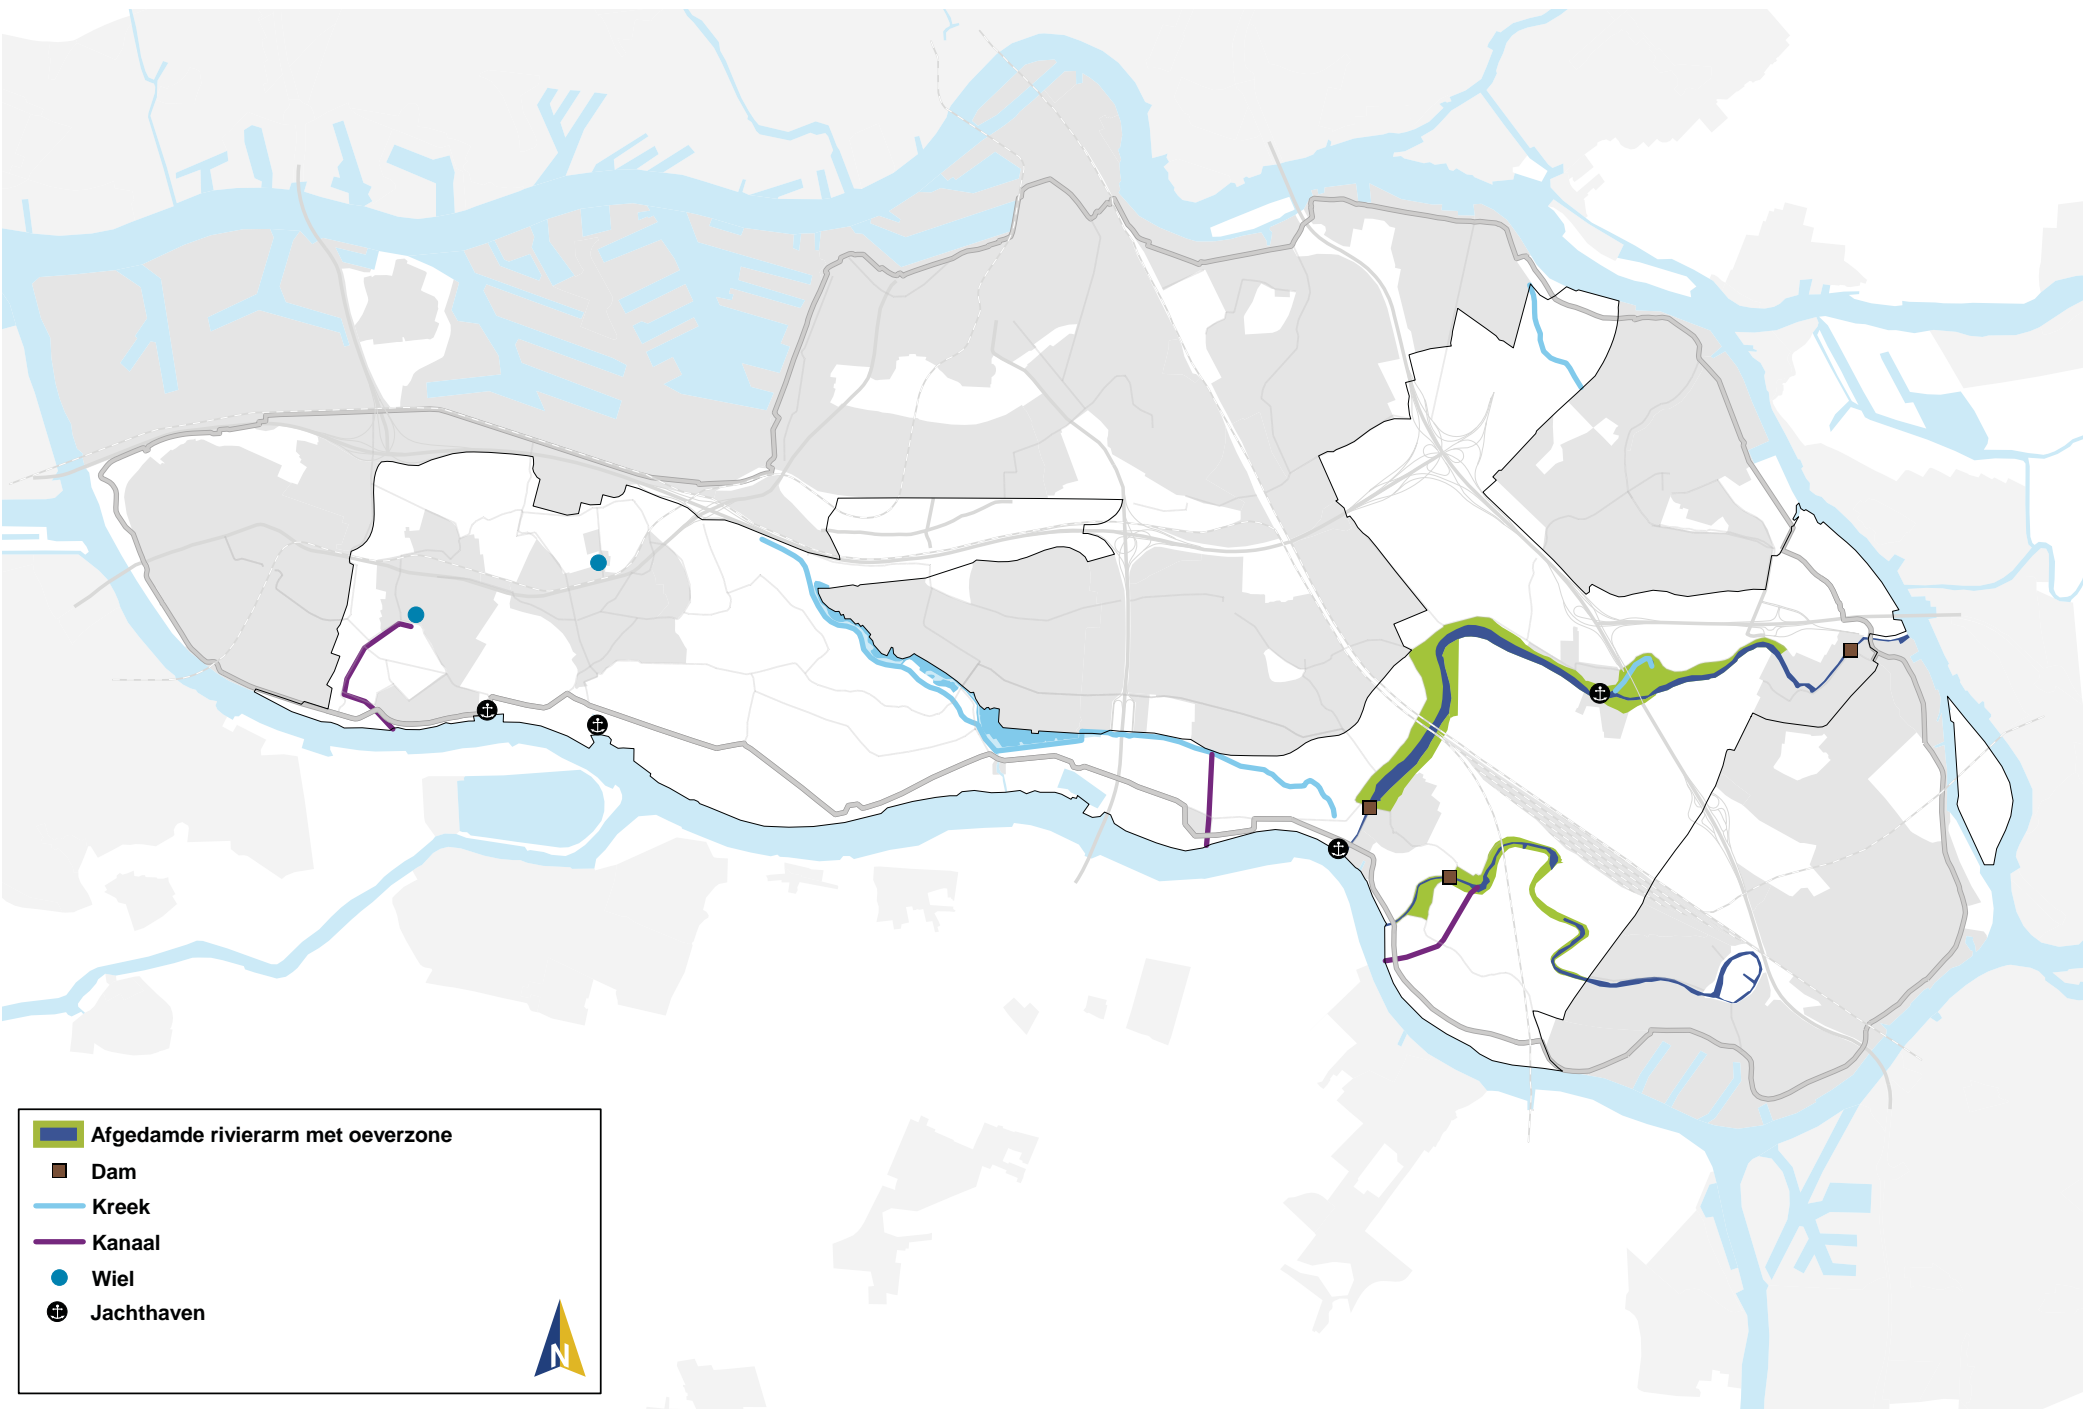 Afgedamde rivierarm met oeverzone
Dam
Kreek
Kanaal
Wiel
Jachthaven
N